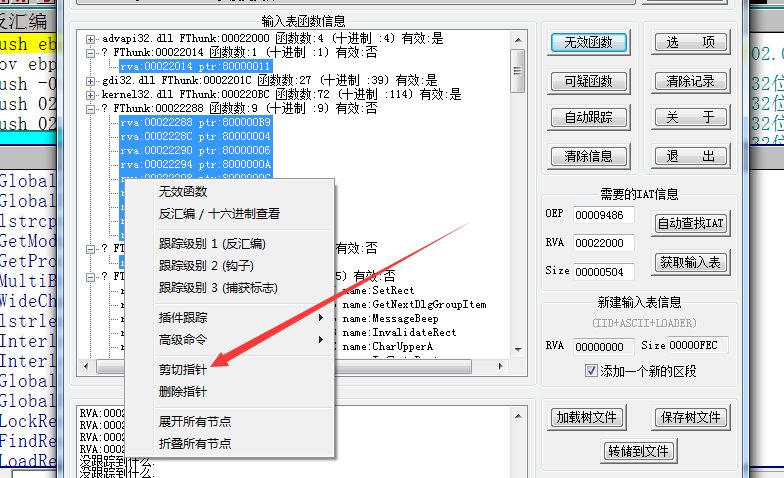 反汇编
ush eb
ov ebp
ush -0
ush 02
ush 02
Global
Global
lstrcp
GetMod
GetPro
MultiB
WideCh
lstrle
Interl
Interl
Global
Global
LockRe
FindRe
LoadRe
输入表函数信息
advapi32.dll FThunk:00022000 函数数:4 (十进制 :4) 有效:是
? FThunk:00022014 函数数:1 (十进制 :1) 有效:否
rva:00022014 ptr:80000011
gdi32.dll FThunk:0002201C 函数数:27 (十进制 :39) 有效:是
kernel32.dll FThunk:000220BC 函数数:72 (十进制 :114) 有效:是
? FThunk:00022288 函数数:9 (十进制 :9) 有效:否
rva:00022288 ptr:800000B9
rva:0002228C ptr:80000004
rva:00022290 ptr:80000006
rva:00022294 ptr:8000000A
无效函数
反汇编 / 十六进制查看
跟踪级别 1 (反汇编)
跟踪级别 2 (钩子)
跟踪级别 3 (捕获标志)
插件跟踪
高级命令
剪切指针
删除指针
展开所有节点
折叠所有节点
? FT
有效:否
? FT
5) 有效:否
name:SetRect
name:GetNextDlgGroupItem
name:MessageBeep
name:InvalidateRect
name:CharUpperA
RVA:0002
RVA:0002
RVA:0002
RVA:0002
没跟踪到什么.
没跟踪到什么.
无效函数
选 项
可疑函数
清除记录
自动跟踪
关 于
清除信息
退 出
需要的IAT信息
OEP 00009486
自动查找IAT
RVA 00022000
获取输入表
Size 00000504
新建输入表信息
(IID+ASCII+LOADER)
RVA 00000000 Size 00000FEC
添加一个新的区段
加载树文件
保存树文件
转储到文件
02.0
32位
32位
32位
32位